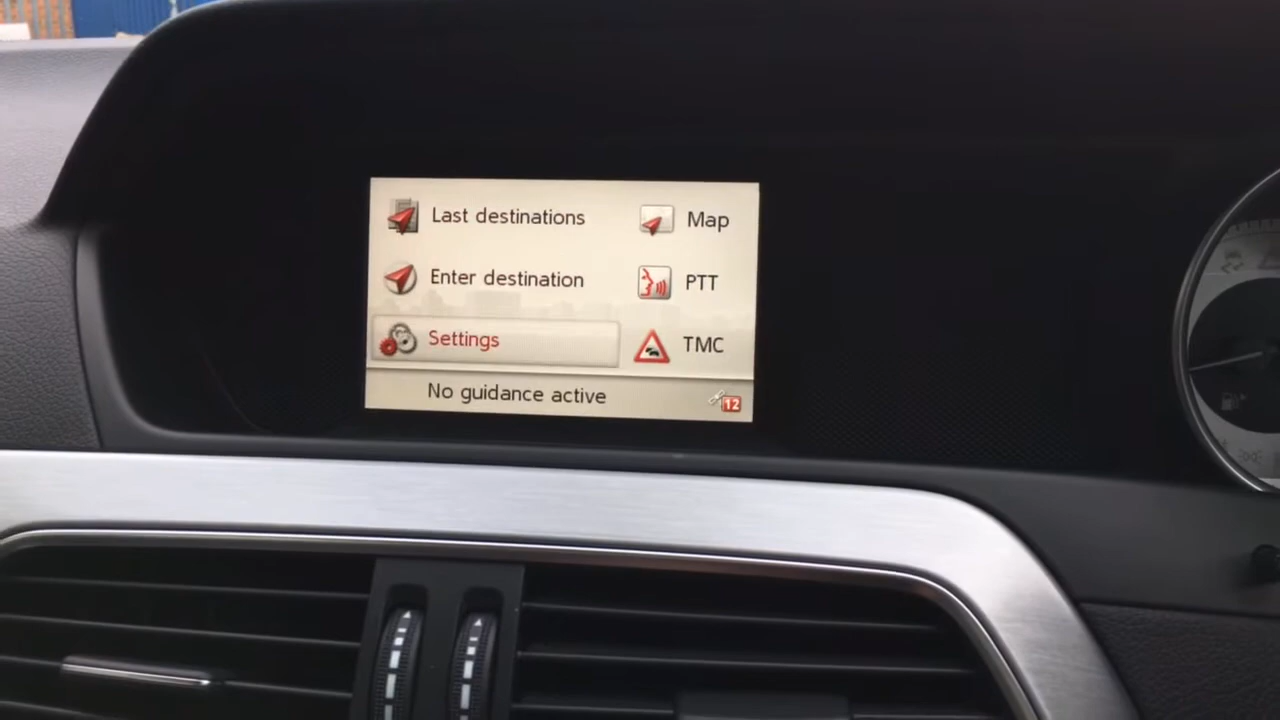 Last destinations
Map
Enter destination
PTT
Settings
TMC
No guidance active
12